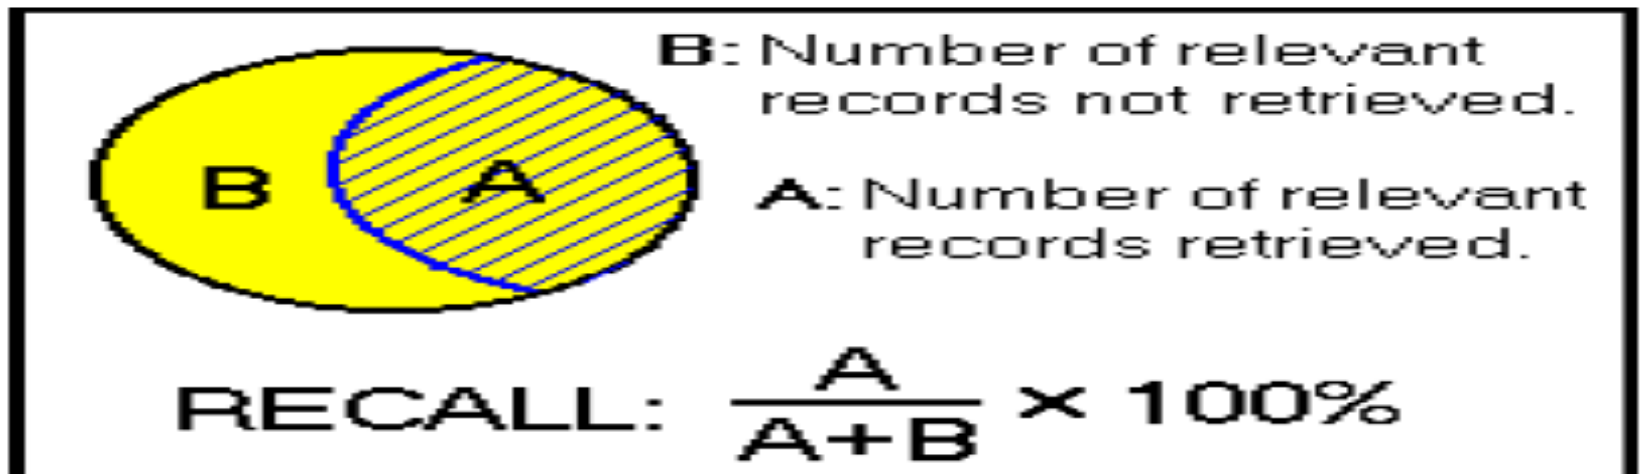 B: Number of relevant
records not retrieved.
B
A
A: Number of relevant
records retrieved.
RECALL: A
A+B × 100%